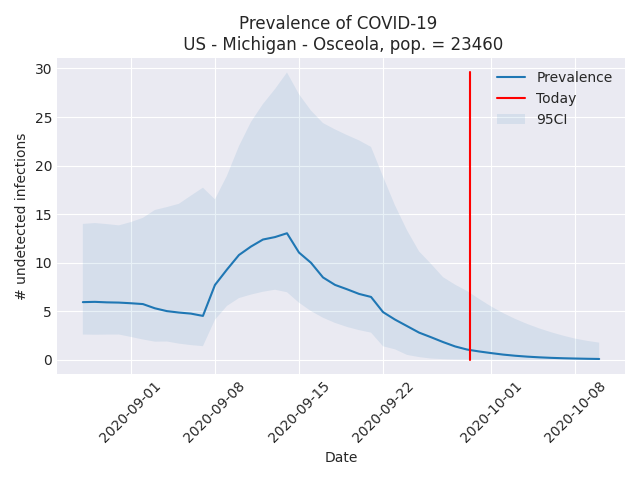 Prevalence of COVID-19
US - Michigan - Osceola, pop. = 23460
30
25
20
15
10
5
0
# undetected infections
Prevalence
Today
95CI
2020-09-01
2020-09-08
2020-09-15
2020-09-22
2020-10-01
2020-10-08
Date